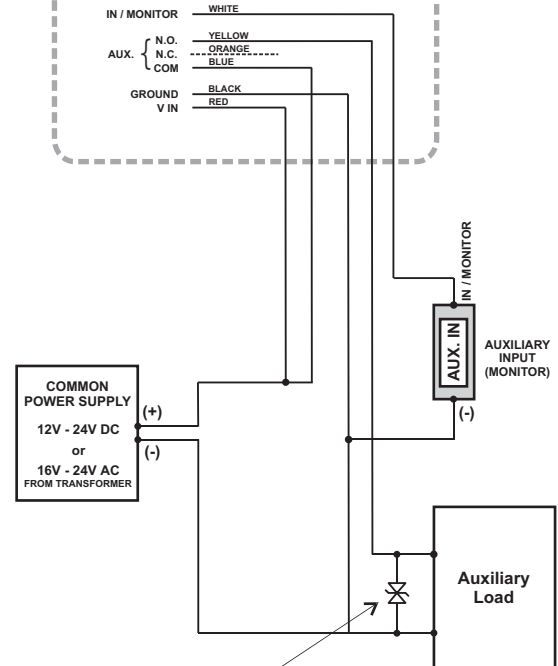 IN / MONITOR WHITE
N.O. YELLOW
AUX. N.C. ORANGE
COM BLUE
GROUND BLACK
V IN RED
IN / MONITOR
AUX. IN
AUXILIARY
INPUT
(MONITOR)
(-)
COMMON
POWER SUPPLY
12V - 24V DC
or
16V - 24V AC
FROM TRANSFORMER
(+)
(-)
Auxiliary
Load